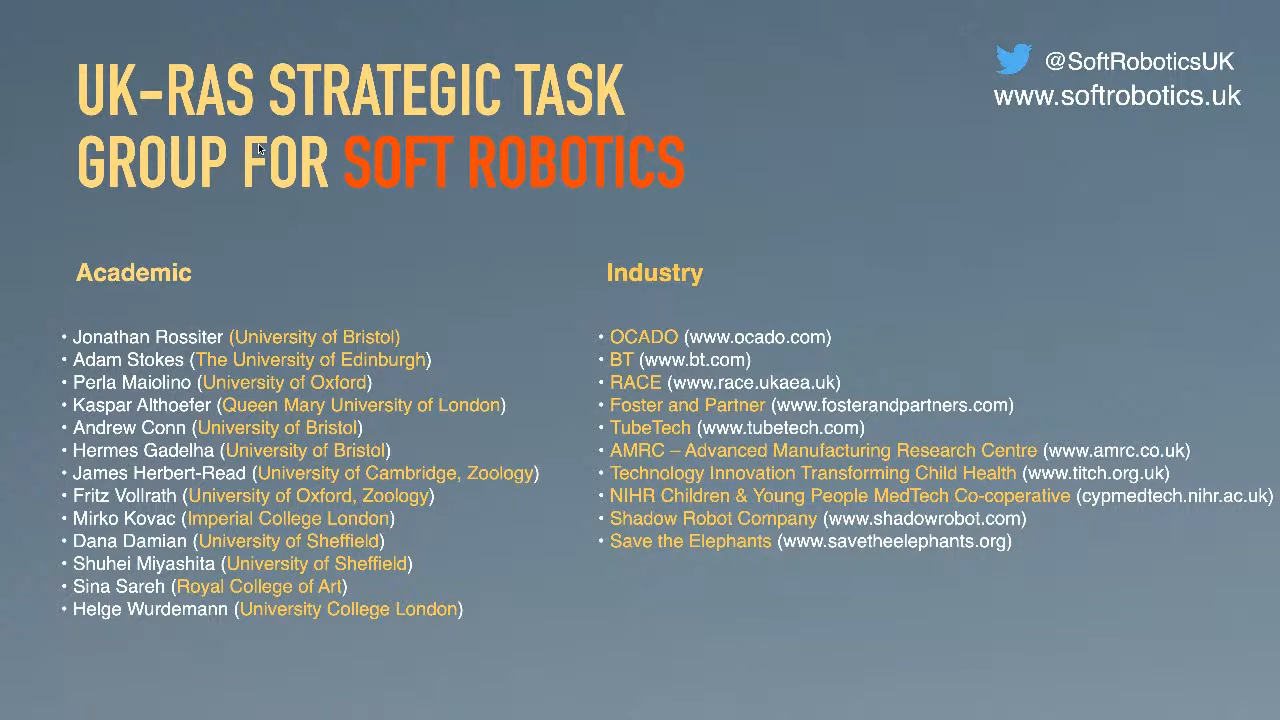 UK-RAS STRATEGIC TASK
GROUP FOR SOFT ROBOTICS
@SoftRoboticsUK
www.softrobotics.uk
Academic
• Jonathan Rossiter (University of Bristol)
• Adam Stokes (The University of Edinburgh)
• Perla Maiolino (University of Oxford)
• Kaspar Althoefer (Queen Mary University of London)
• Andrew Conn (University of Bristol)
• Hermes Gadelha (University of Bristol)
• James Herbert-Read (University of Cambridge, Zoology)
• Fritz Vollrath (University of Oxford, Zoology)
• Mirko Kovac (Imperial College London)
• Dana Damian (University of Sheffield)
• Shuhei Miyashita (University of Sheffield)
• Sina Sareh (Royal College of Art)
• Helge Wurdemann (University College London)
Industry
• OCADO (www.ocado.com)
• BT (www.bt.com)
• RACE (www.race.ukaea.uk)
• Foster and Partner (www.fosterandpartners.com)
• TubeTech (www.tubetech.com)
• AMRC – Advanced Manufacturing Research Centre (www.amrc.co.uk)
• Technology Innovation Transforming Child Health (www.titch.org.uk)
• NIHR Children & Young People MedTech Co-cooperative (cypmedtech.nihr.ac.uk)
• Shadow Robot Company (www.shadowrobot.com)
• Save the Elephants (www.savetheelephants.org)